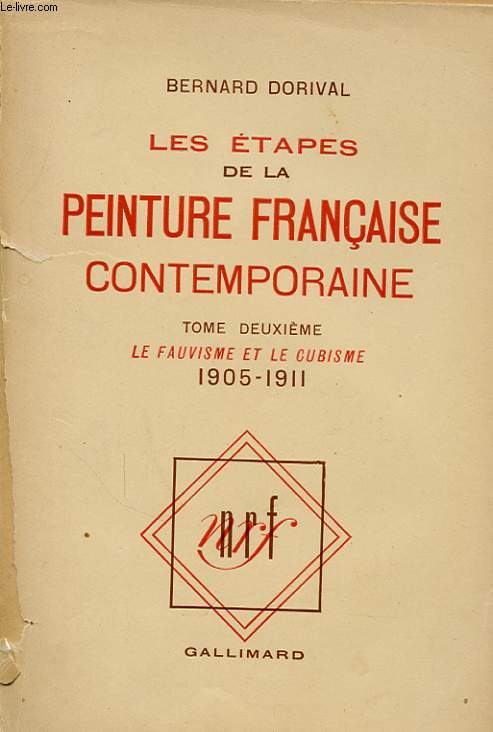 Le-livre.com
BERNARD DORIVAL
LES ÉTAPES
DE LA
PEINTURE FRANÇAISE
CONTEMPORAINE
TOME DEUXIÈME
LE FAUVISME ET LE CUBISME
1905-1911
nrf
nrf
GALLIMARD